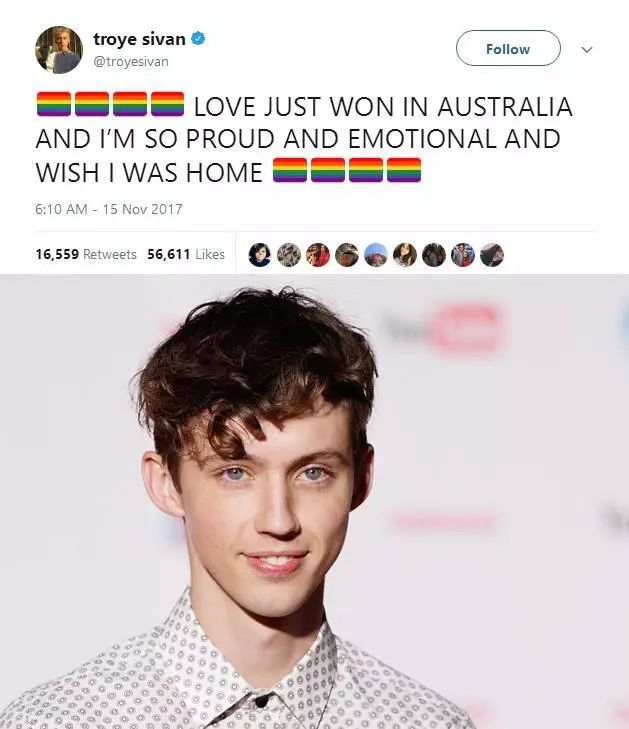 troye sivan
@troyesivan
Follow
LOVE JUST WON IN AUSTRALIA
AND I'M SO PROUD AND EMOTIONAL AND
WISH I WAS HOME
6:10 AM - 15 Nov 2017
16,559 Retweets 56,611 Likes